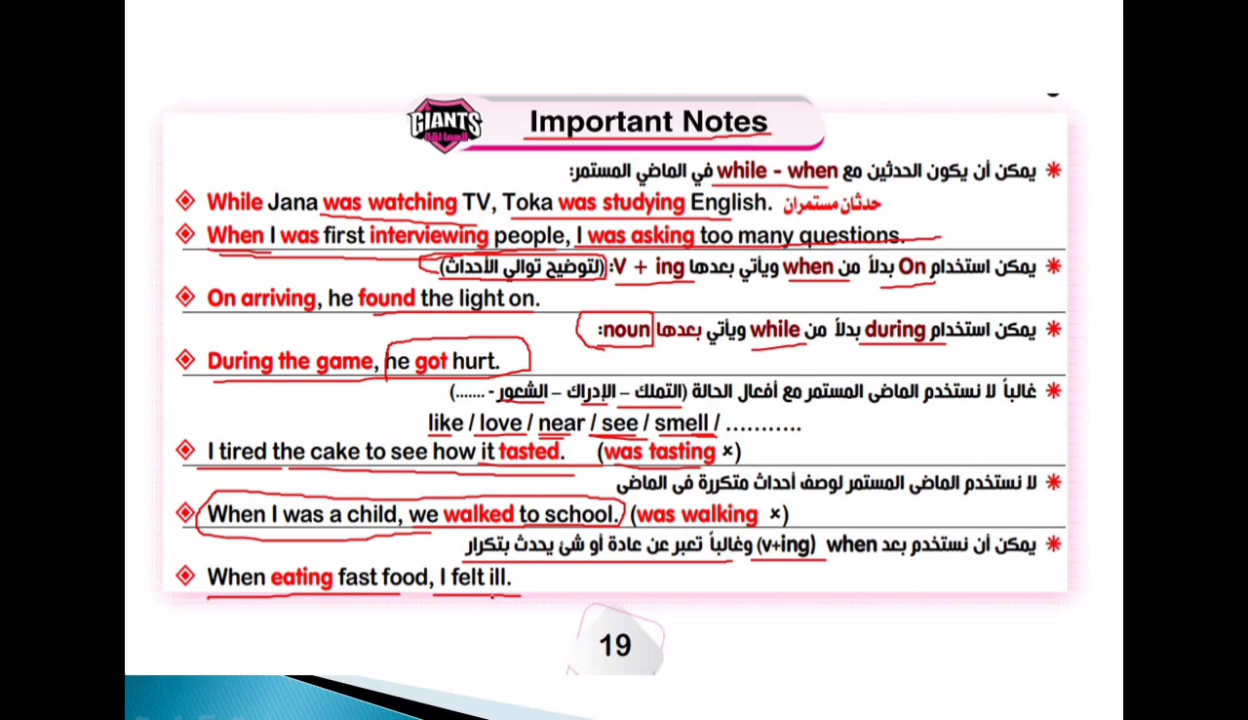 GIANTS
العمالقة
Important Notes
يمكن أن يكون الحدثين مع while - when في الماضي المستمر:
While Jana was watching TV, Toka was studying English. حدثان مستمران
When I was first interviewing people, I was asking too many questions.
يمكن استخدام On بدلاً من when ويأتي بعدها V + ing: (لتوضيح توالي الأحداث)
On arriving, he found the light on.
يمكن استخدام during بدلاً من while ويأتي بعدها noun:
During the game, he got hurt.
غالباً لا نستخدم الماضى المستمر مع أفعال الحالة (التملك – الإدراك – الشعور - .......)
like / love / near / see / smell / ...........
I tired the cake to see how it tasted. (was tasting ×)
لا نستخدم الماضى المستمر لوصف أحداث متكررة فى الماضى
When I was a child, we walked to school. (was walking ×)
يمكن أن نستخدم بعد when (v+ing) وغالباً تعبر عن عادة أو شئ يحدث بتكرار
When eating fast food, I felt ill.
19